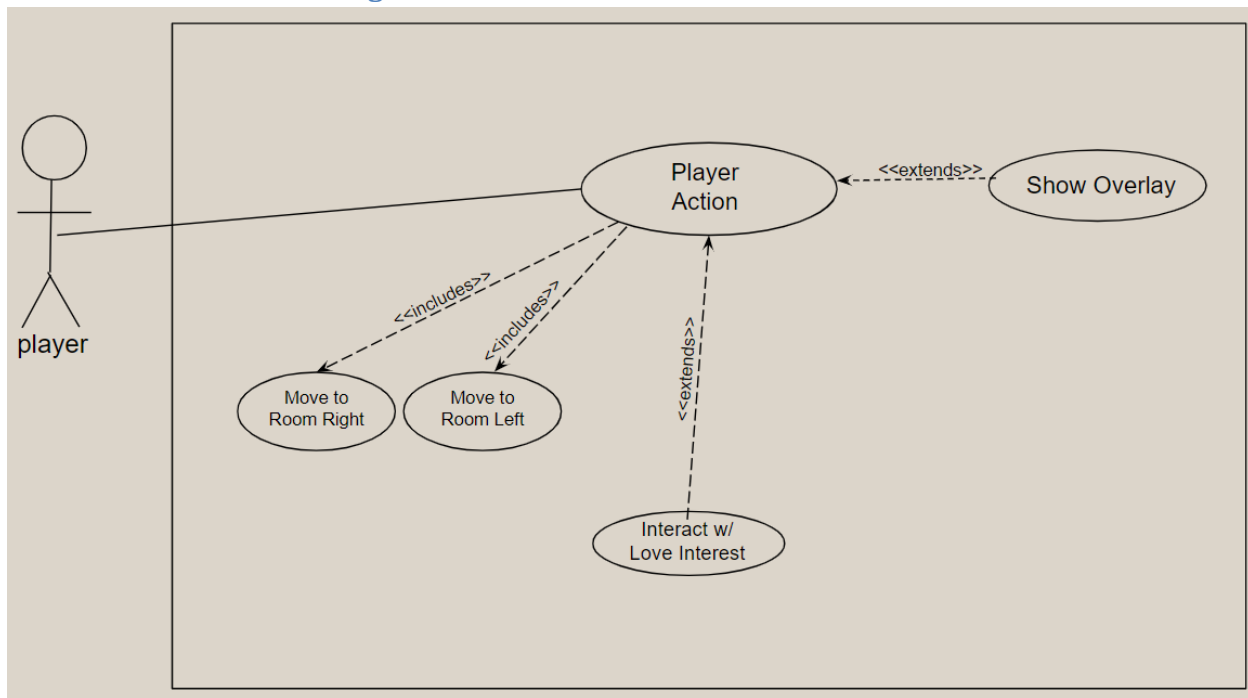 Player
Action
<<extends>>
Show Overlay
<<includes>>
<<includes>>
<<extends>>
player
Move to
Room Right
Move to
Room Left
Interact w/
Love Interest